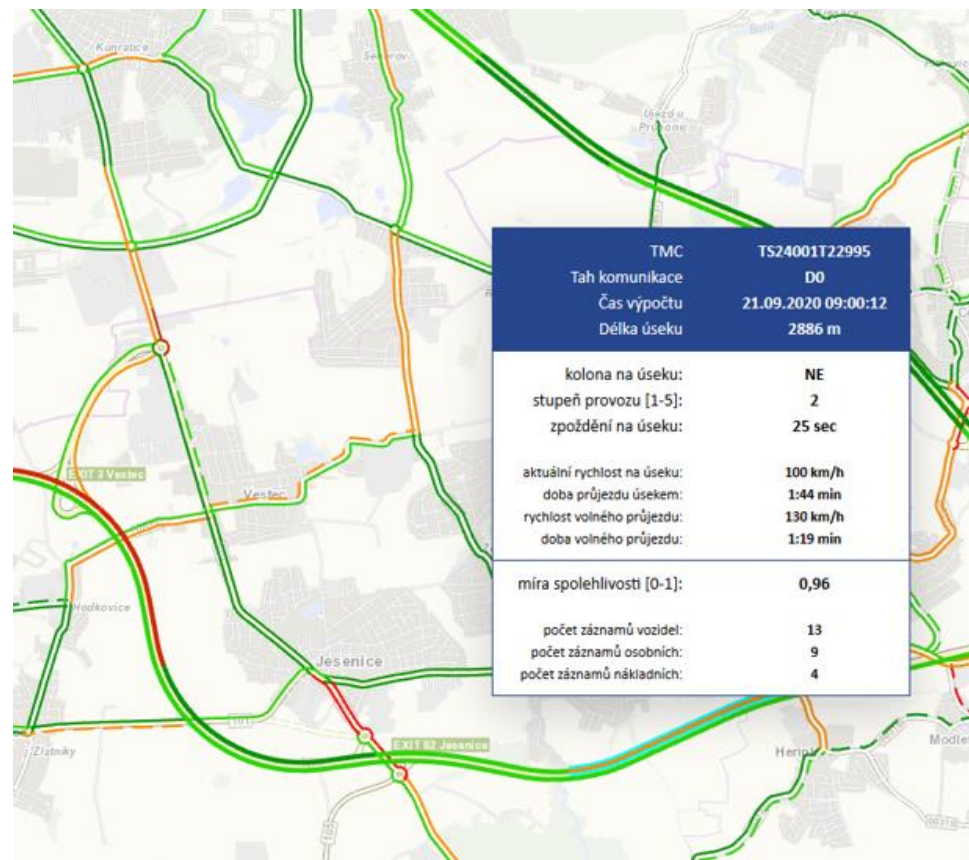 Kunratice
Újezd u
Průhonic
TMC TS24001T22995
Tah komunikace D0
Čas výpočtu 21.09.2020 09:00:12
Délka úseku 2886 m
kolona na úseku: NE
stupeň provozu [1-5]: 2
zpoždění na úseku: 25 sec
aktuální rychlost na úseku: 100 km/h
doba průjezdu úsekem: 1:44 min
rychlost volného průjezdu: 130 km/h
doba volného průjezdu: 1:19 min
míra spolehlivosti [0-1]: 0,96
počet záznamů vozidel: 13
počet záznamů osobních: 9
počet záznamů nákladních: 4
EXIT 3 Vestec
Vestec
Hodkovice
Jesenice
101
EXIT 82 Jesenice
Zlatníky
105